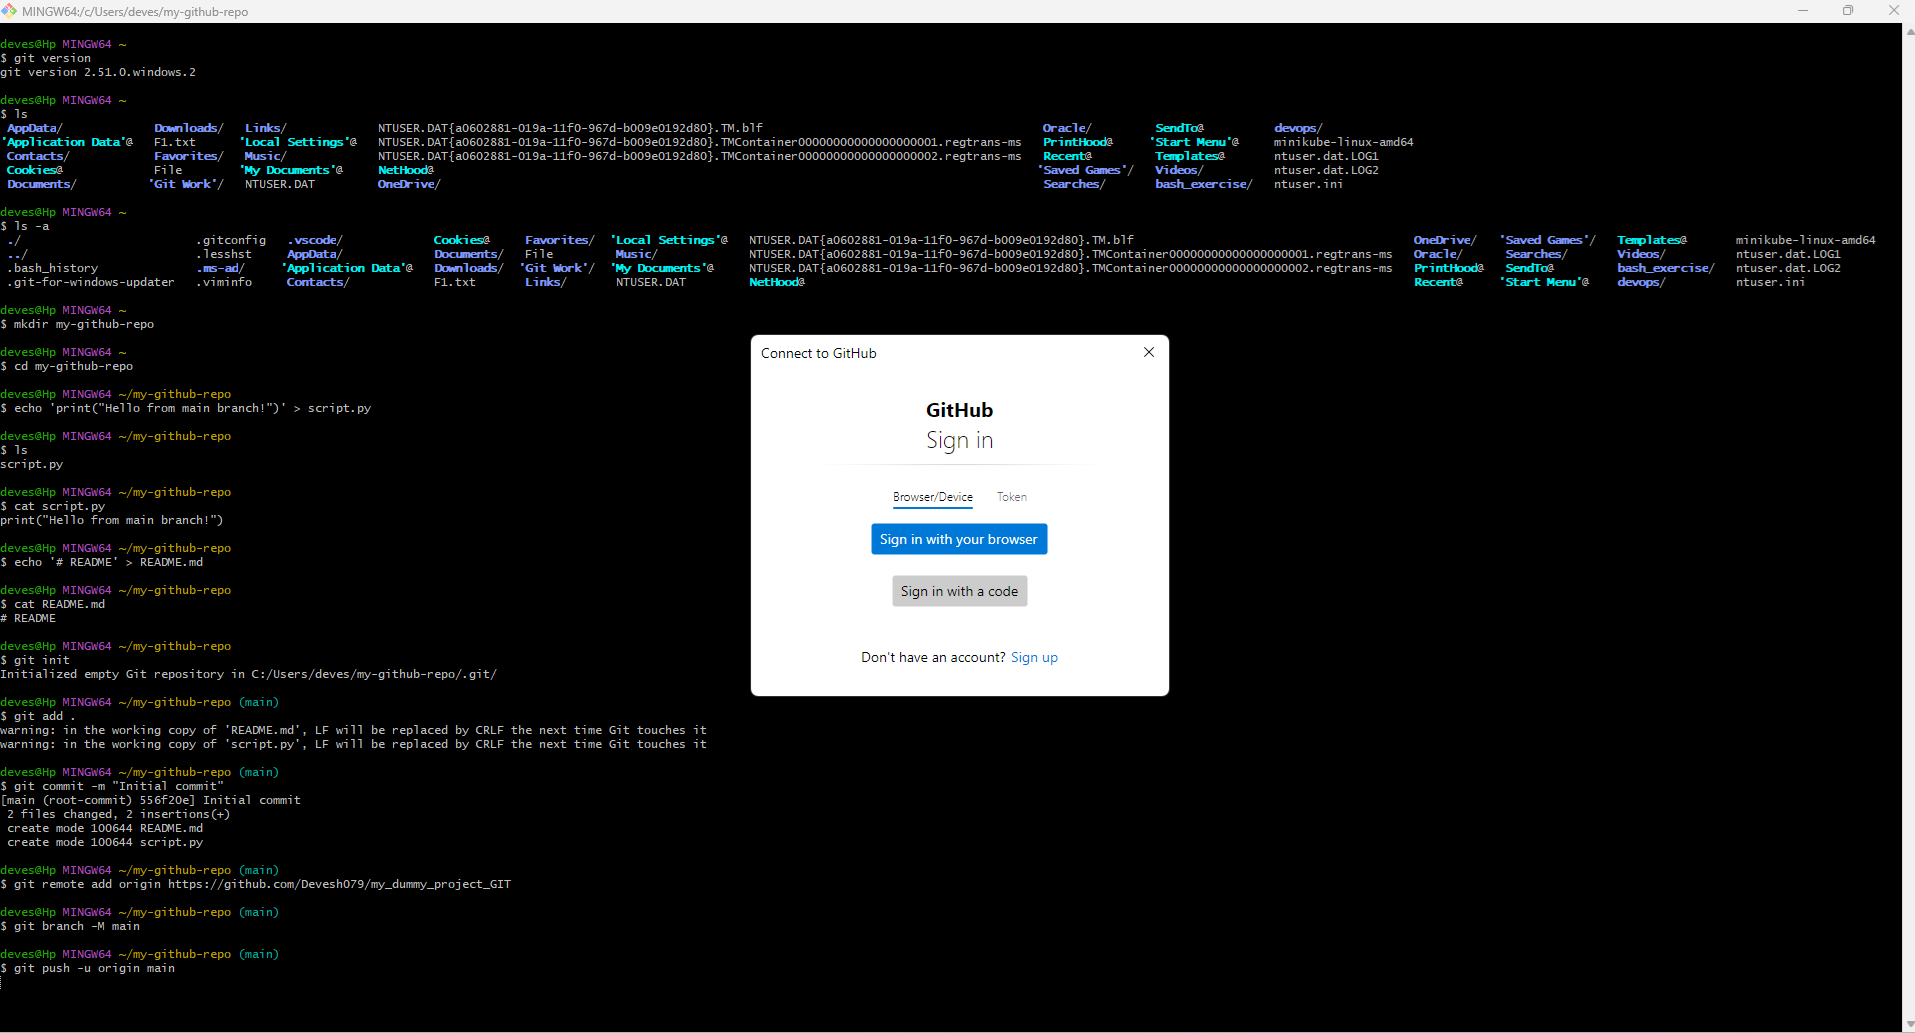 MINGW64:/c/Users/deves/my-github-repo
deves@Hp MINGW64 ~
$ git version
git version 2.51.0.windows.2
deves@Hp MINGW64 ~
$ ls
AppData/ Downloads/ Links/ NTUSER.DAT{a0602881-019a-11f0-967d-b009e0192d80}.TM.blf Oracle/ SendTo@ devops/
'Application Data'@ F1.txt 'Local Settings'@ NTUSER.DAT{a0602881-019a-11f0-967d-b009e0192d80}.TMContainer00000000000000000001.regtrans-ms PrintHood@ 'Start Menu'@ minikube-linux-amd64
Contacts/ Favorites/ Music/ NTUSER.DAT{a0602881-019a-11f0-967d-b009e0192d80}.TMContainer00000000000000000002.regtrans-ms Recent@ Templates@ ntuser.dat.LOG1
Cookies@ File 'My Documents'@ NetHood@ 'Saved Games'/ Videos/ ntuser.dat.LOG2
Documents/ 'Git Work'/ NTUSER.DAT OneDrive/ Searches/ bash_exercise/ ntuser.ini
deves@Hp MINGW64 ~
$ ls -a
./ .gitconfig .vscode/ Cookies@ Favorites/ 'Local Settings'@ NTUSER.DAT{a0602881-019a-11f0-967d-b009e0192d80}.TM.blf OneDrive/ 'Saved Games'/ Templates@ minikube-linux-amd64
../ .lesshst AppData/ Documents/ File Music/ NTUSER.DAT{a0602881-019a-11f0-967d-b009e0192d80}.TMContainer00000000000000000001.regtrans-ms Oracle/ Searches/ Videos/ ntuser.dat.LOG1
.bash_history .ms-ad/ 'Application Data'@ Downloads/ 'Git Work'/ 'My Documents'@ NTUSER.DAT{a0602881-019a-11f0-967d-b009e0192d80}.TMContainer00000000000000000002.regtrans-ms PrintHood@ SendTo@ bash_exercise/ ntuser.dat.LOG2
.git-for-windows-updater .viminfo Contacts/ F1.txt Links/ NTUSER.DAT NetHood@ Recent@ 'Start Menu'@ devops/ ntuser.ini
deves@Hp MINGW64 ~
$ mkdir my-github-repo
deves@Hp MINGW64 ~
$ cd my-github-repo
deves@Hp MINGW64 ~/my-github-repo
$ echo 'print("Hello from main branch!")' > script.py
deves@Hp MINGW64 ~/my-github-repo
$ ls
script.py
deves@Hp MINGW64 ~/my-github-repo
$ cat script.py
print("Hello from main branch!")
deves@Hp MINGW64 ~/my-github-repo
$ echo '# README' > README.md
deves@Hp MINGW64 ~/my-github-repo
$ cat README.md
# README
deves@Hp MINGW64 ~/my-github-repo
$ git init
Initialized empty Git repository in C:/Users/deves/my-github-repo/.git/
deves@Hp MINGW64 ~/my-github-repo (main)
$ git add .
warning: in the working copy of 'README.md', LF will be replaced by CRLF the next time Git touches it
warning: in the working copy of 'script.py', LF will be replaced by CRLF the next time Git touches it
deves@Hp MINGW64 ~/my-github-repo (main)
$ git commit -m "Initial commit"
[main (root-commit) 556f20e] Initial commit
2 files changed, 2 insertions(+)
create mode 100644 README.md
create mode 100644 script.py
deves@Hp MINGW64 ~/my-github-repo (main)
$ git remote add origin https://github.com/Devesh079/my_dummy_project_GIT
deves@Hp MINGW64 ~/my-github-repo (main)
$ git branch -M main
deves@Hp MINGW64 ~/my-github-repo (main)
$ git push -u origin main
Connect to GitHub
GitHub
Sign in
Browser/Device Token
Sign in with your browser
Sign in with a code
Don't have an account? Sign up